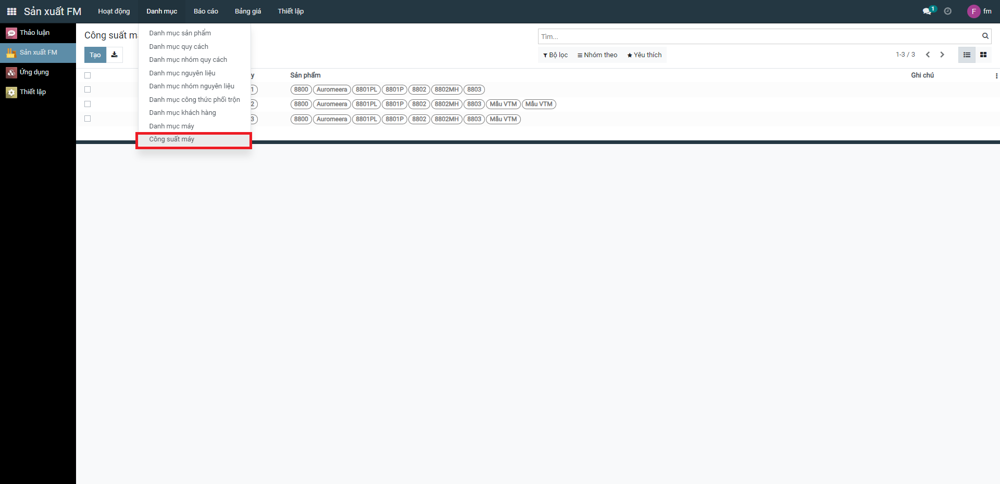 Sản xuất FM Hoạt động Danh mục Báo cáo Bảng giá Thiết lập 1 F fm
Thảo luận
Sản xuất FM
Ứng dụng
Thiết lập
Công suất m
Tạo
Danh mục sản phẩm
Danh mục quy cách
Danh mục nhóm quy cách
Danh mục nguyên liệu
Danh mục nhóm nguyên liệu
Danh mục công thức phối trộn
Danh mục khách hàng
Danh mục máy
Công suất máy
Tìm...
Bộ lọc Nhóm theo Yêu thích 1-3 / 3
y Sản phẩm Ghi chú
1 8800 Auromeera 8801PL 8801P 8802 8802MH 8803
2 8800 Auromeera 8801PL 8801P 8802 8802MH 8803 Mẫu VTM Mẫu VTM
3 8800 Auromeera 8801PL 8801P 8802 8802MH 8803 Mẫu VTM